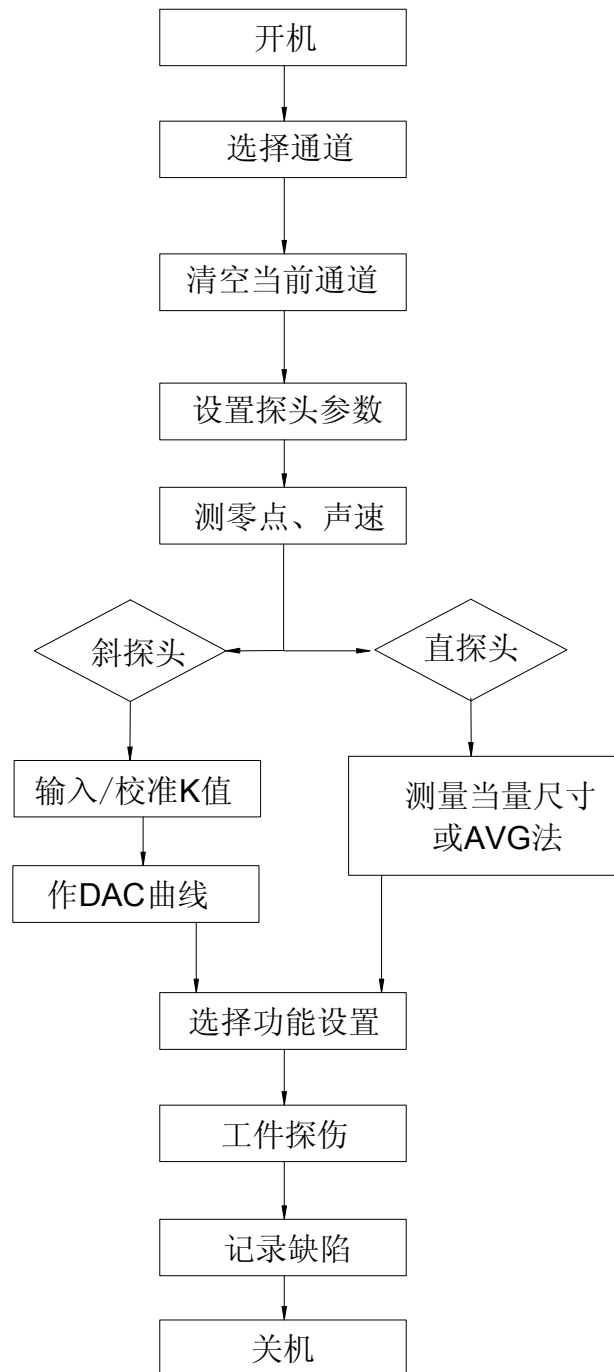 开机
选择通道
清空当前通道
设置探头参数
测零点、声速
斜探头
直探头
输入/校准K值
测量当量尺寸
或AVG法
作DAC曲线
选择功能设置
工件探伤
记录缺陷
关机